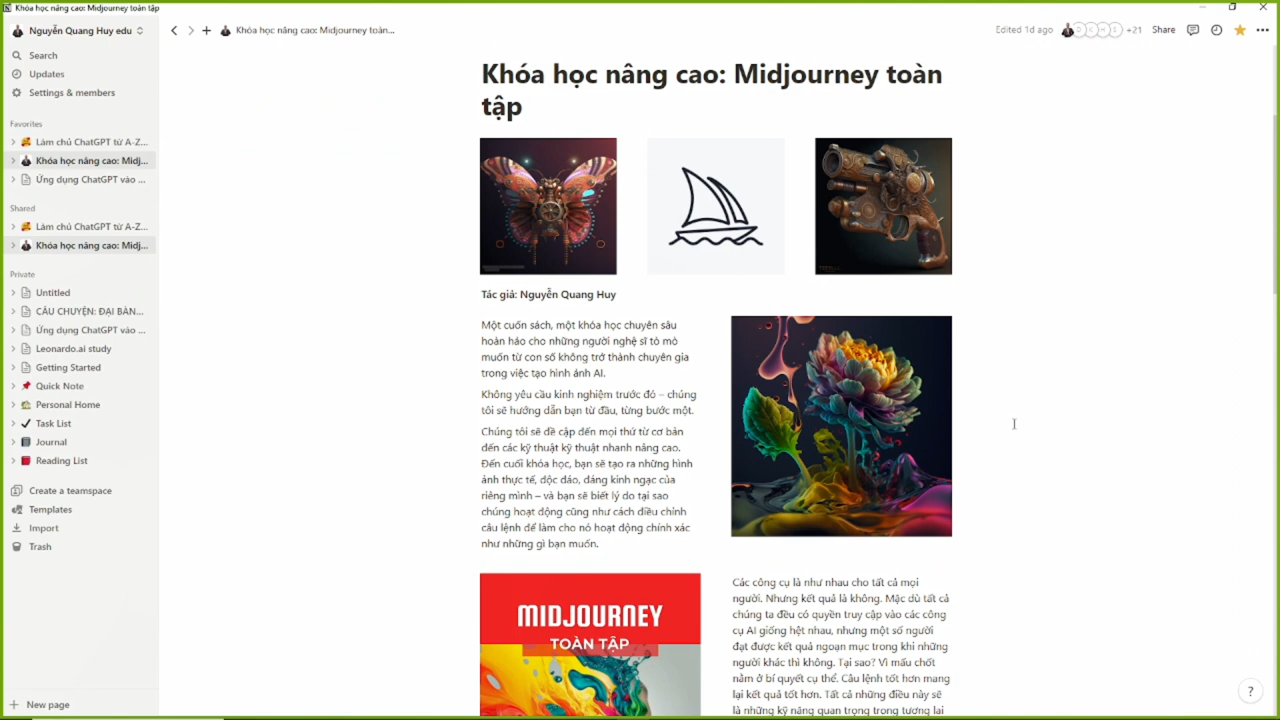 Khóa học nâng cao: Midjourney toàn tập
Nguyễn Quang Huy edu
Khóa học nâng cao: Midjourney toàn...
Edited 1d ago
+21
Share
Search
Updates
Settings & members
Favorites
Làm chủ ChatGPT từ A-Z...
Khóa học nâng cao: Midj...
Ứng dụng ChatGPT vào ...
Shared
Làm chủ ChatGPT từ A-Z...
Khóa học nâng cao: Midj...
Private
Untitled
CÂU CHUYỆN: ĐẠI BÀN...
Ứng dụng ChatGPT vào ...
Leonardo.ai study
Getting Started
Quick Note
Personal Home
Task List
Journal
Reading List
Create a teamspace
Templates
Import
Trash
New page
Khóa học nâng cao: Midjourney toàn
tập
Tác giả: Nguyễn Quang Huy
Một cuốn sách, một khóa học chuyên sâu
hoàn hảo cho những người nghệ sĩ tò mò
muốn từ con số không trở thành chuyên gia
trong việc tạo hình ảnh AI.
Không yêu cầu kinh nghiệm trước đó – chúng
tôi sẽ hướng dẫn bạn từ đầu, từng bước một.
Chúng tôi sẽ đề cập đến mọi thứ từ cơ bản
đến các kỹ thuật kỹ thuật nhanh nâng cao.
Đến cuối khóa học, bạn sẽ tạo ra những hình
ảnh thực tế, độc đáo, đáng kinh ngạc của
riêng mình – và bạn sẽ biết lý do tại sao
chúng hoạt động cũng như cách điều chỉnh
câu lệnh để làm cho nó hoạt động chính xác
như những gì bạn muốn.
MIDJOURNEY
TOÀN TẬP
Các công cụ là như nhau cho tất cả mọi
người. Nhưng kết quả là không. Mặc dù tất cả
chúng ta đều có quyền truy cập vào các công
cụ AI giống hệt nhau, nhưng một số người
đạt được kết quả ngoạn mục trong khi những
người khác thì không. Tại sao? Vì mấu chốt
nằm ở bí quyết cụ thể. Câu lệnh tốt hơn mang
lại kết quả tốt hơn. Tất cả những điều này sẽ
là những kỹ năng quan trọng trong tương lai
?